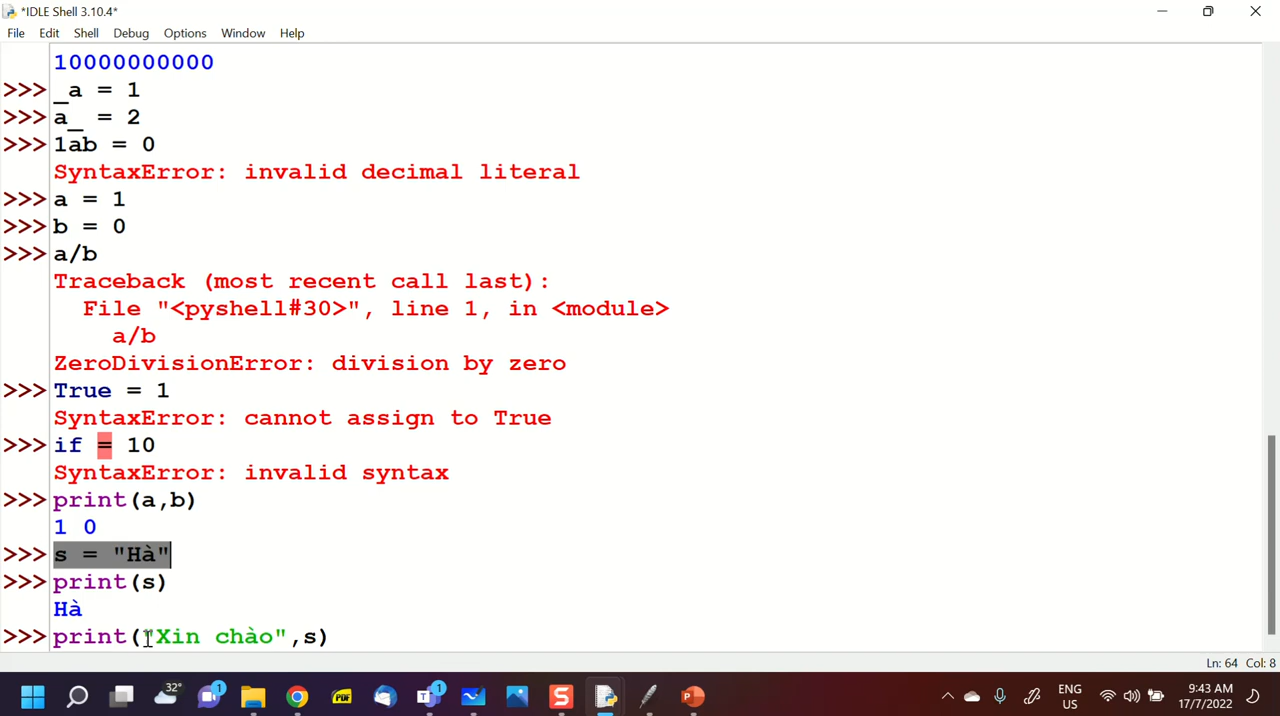 *IDLE Shell 3.10.4*
File Edit Shell Debug Options Window Help
10000000000
>>> _a = 1
>>> a_ = 2
>>> 1ab = 0
SyntaxError: invalid decimal literal
>>> a = 1
>>> b = 0
>>> a/b
Traceback (most recent call last):
File "<pyshell#30>", line 1, in <module>
a/b
ZeroDivisionError: division by zero
>>> True = 1
SyntaxError: cannot assign to True
>>> if = 10
SyntaxError: invalid syntax
>>> print(a,b)
1 0
>>> s = "Hà"
>>> print(s)
Hà
>>> print("Xin chào",s)
Ln: 64 Col: 8
32°
1
PDF
1
S
ENG
US
9:43 AM
17/7/2022